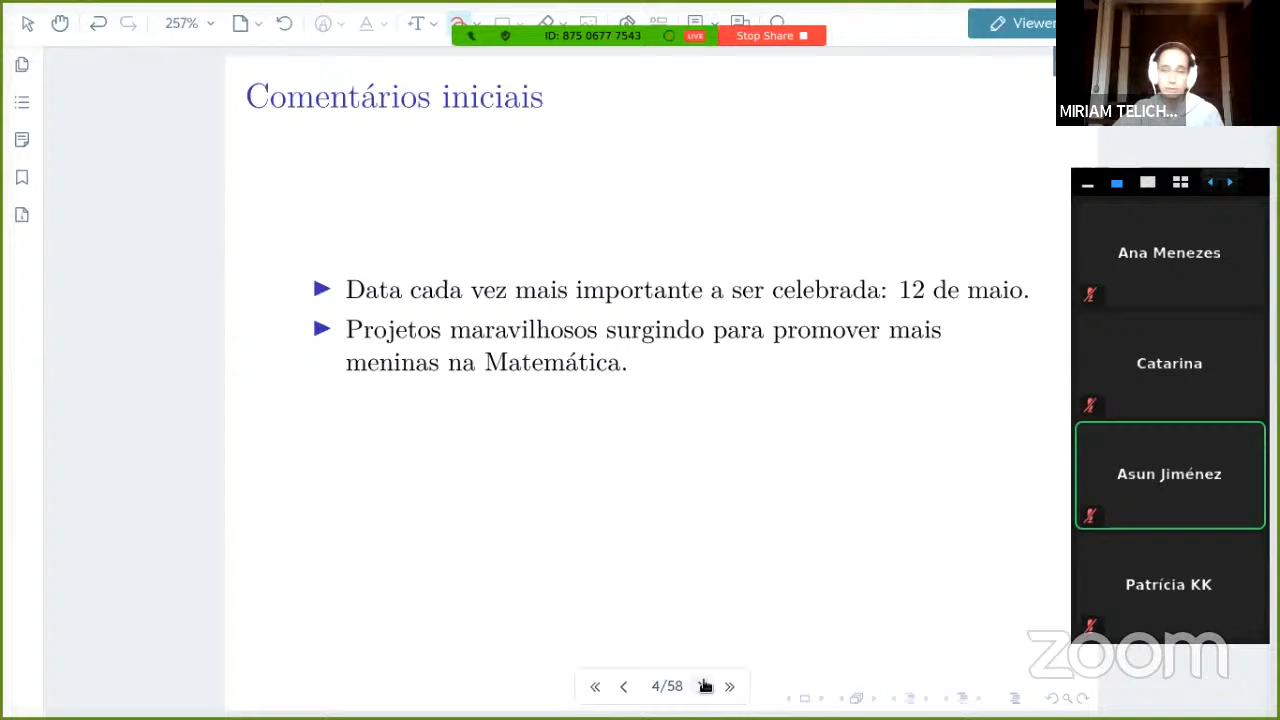 257%
ID: 875 0677 7543
LIVE
Stop Share
Viewer
MIRIAM TELICH...
Comentários iniciais
Data cada vez mais importante a ser celebrada: 12 de maio.
Projetos maravilhosos surgindo para promover mais
meninas na Matemática.
Ana Menezes
Catarina
Asun Jiménez
Patrícia KK
zoom
4/58